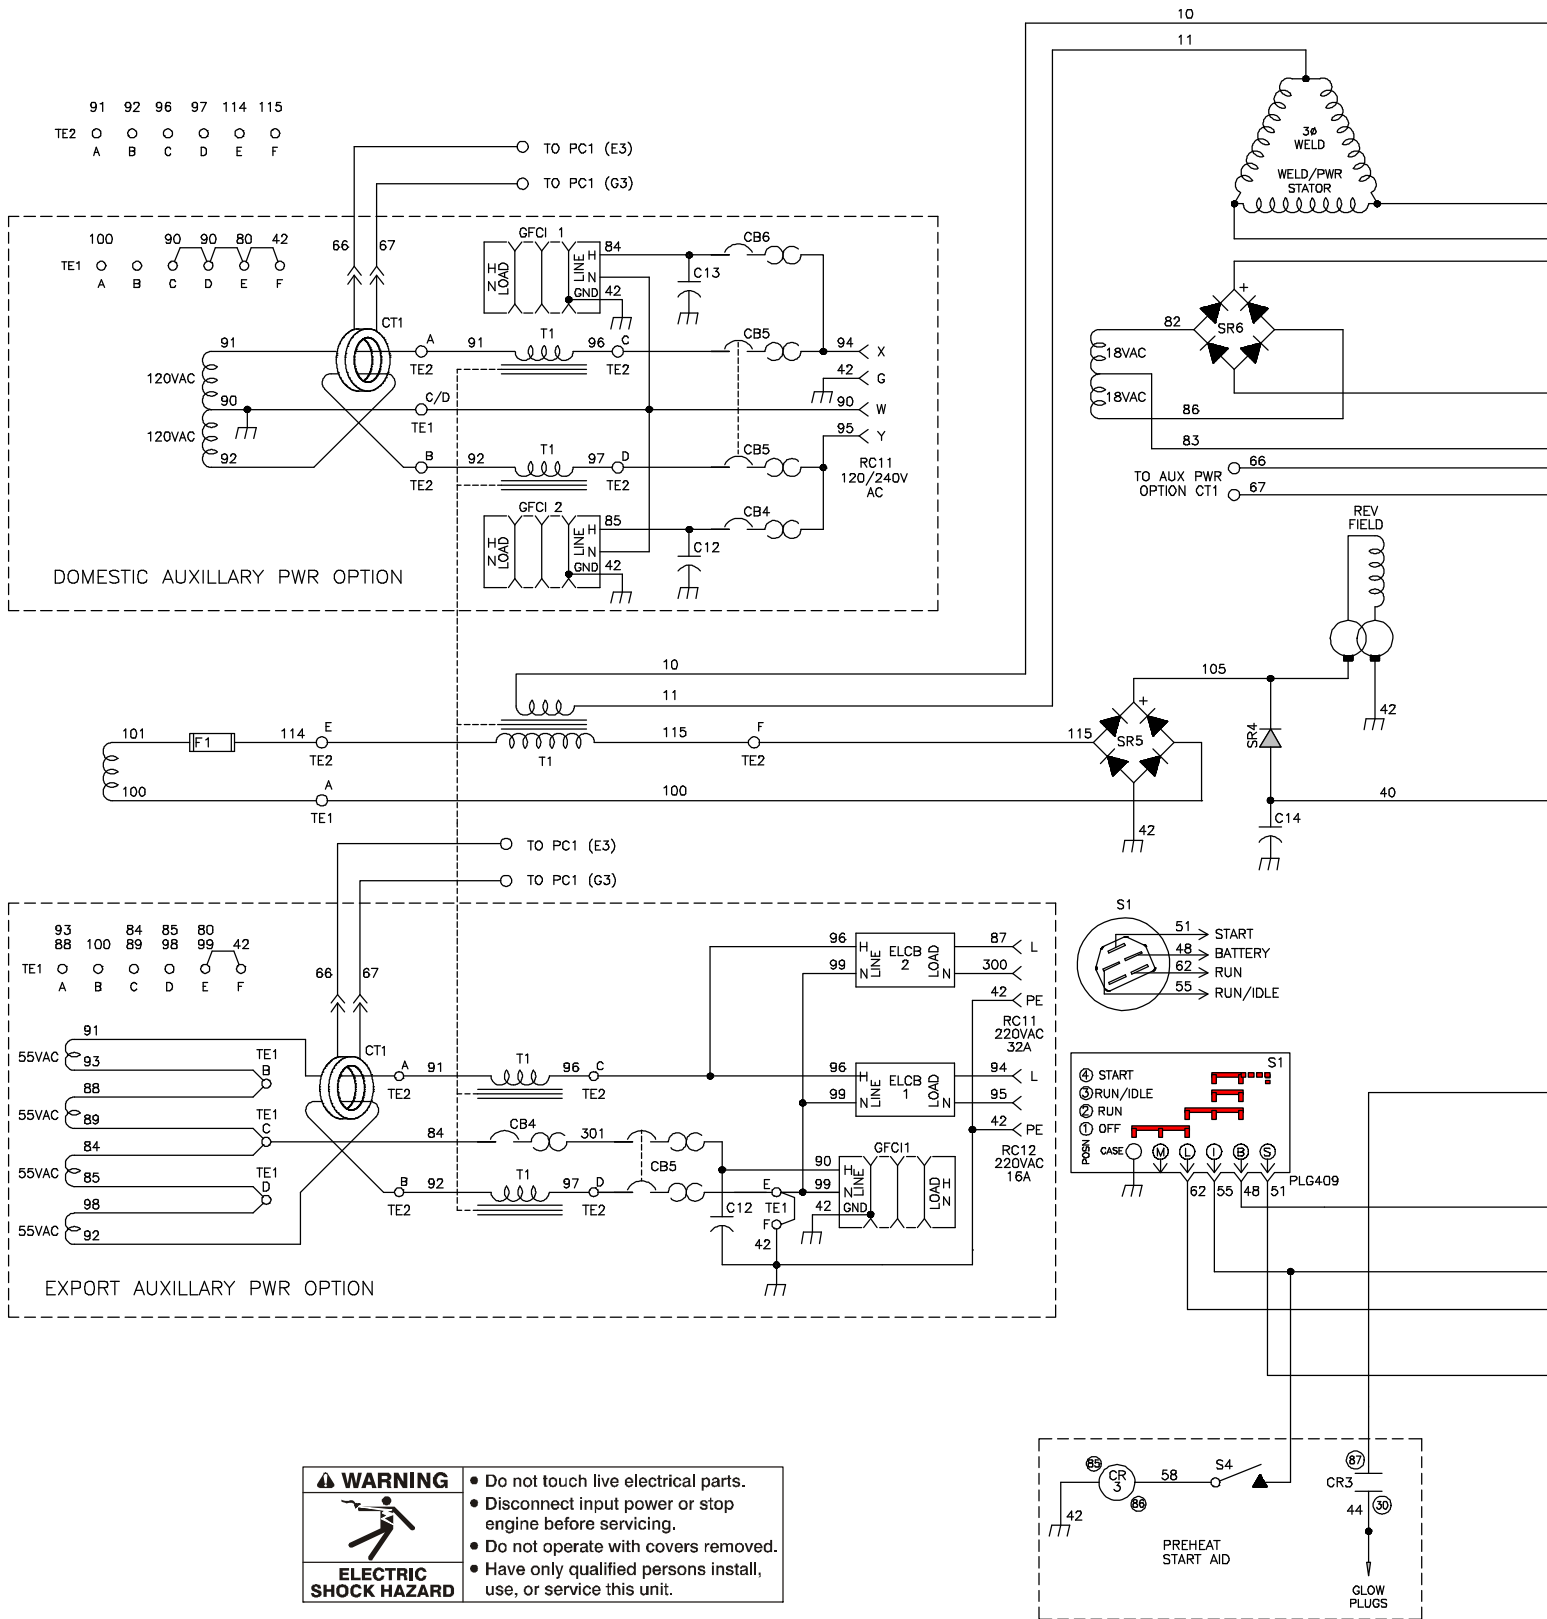 10
11
91 92 96 97 114 115
TE2
A B C D E F
3ø
WELD
WELD/PWR
STATOR
TO PC1 (E3)
TO PC1 (G3)
100 90 90 80 42
TE1
A B C D E F
66 67
CT1
GFCI 1
H
N
LOAD
LINE
H
N
GND
84
42
C13
CB6
91
120VAC
90
120VAC
92
A
TE2
91
T1
96
C
TE2
CB5
94
X
42
G
C/D
TE1
90
W
95
Y
B
TE2
92
T1
97
D
TE2
CB5
RC11
120/240V
AC
GFCI 2
H
N
LOAD
LINE
H
N
GND
85
42
C12
CB4
DOMESTIC AUXILLARY PWR OPTION
+
SR6
82
18VAC
18VAC
86
83
TO AUX PWR
OPTION CT1
66
67
REV
FIELD
10
11
105
42
101
F1
114
E
TE2
T1
115
F
TE2
115
+
SR5
SR4
100
A
TE1
100
40
42
C14
TO PC1 (E3)
TO PC1 (G3)
93 84 85 80
88 100 89 98 99 42
TE1
A B C D E F
66 67
CT1
91
55VAC
93
TE1
B
88
55VAC
89
TE1
C
84
55VAC
85
TE1
D
98
55VAC
92
A
TE2
91
T1
96
C
TE2
84
CB4
301
CB5
B
TE2
92
T1
97
D
TE2
C12
E
TE1
F
42
96
99
H
N
LINE
ELCB
2
LOAD
N
87
L
300
42
PE
RC11
220VAC
32A
96
99
H
N
LINE
ELCB
1
LOAD
N
94
L
95
42
PE
RC12
220VAC
16A
GFCI1
90
99
42
H
N
LINE
GND
LOAD
H
N
EXPORT AUXILLARY PWR OPTION
S1
51 START
48 BATTERY
62 RUN
55 RUN/IDLE
S1
4 START
3 RUN/IDLE
2 RUN
1 OFF
POSN
CASE M L I B S
PLG409
62 55 48 51
85
CR
3
86
58
S4
42
87
CR3
44
30
PREHEAT
START AID
GLOW
PLUGS
WARNING
ELECTRIC
SHOCK HAZARD
• Do not touch live electrical parts.
• Disconnect input power or stop
engine before servicing.
• Do not operate with covers removed.
• Have only qualified persons install,
use, or service this unit.